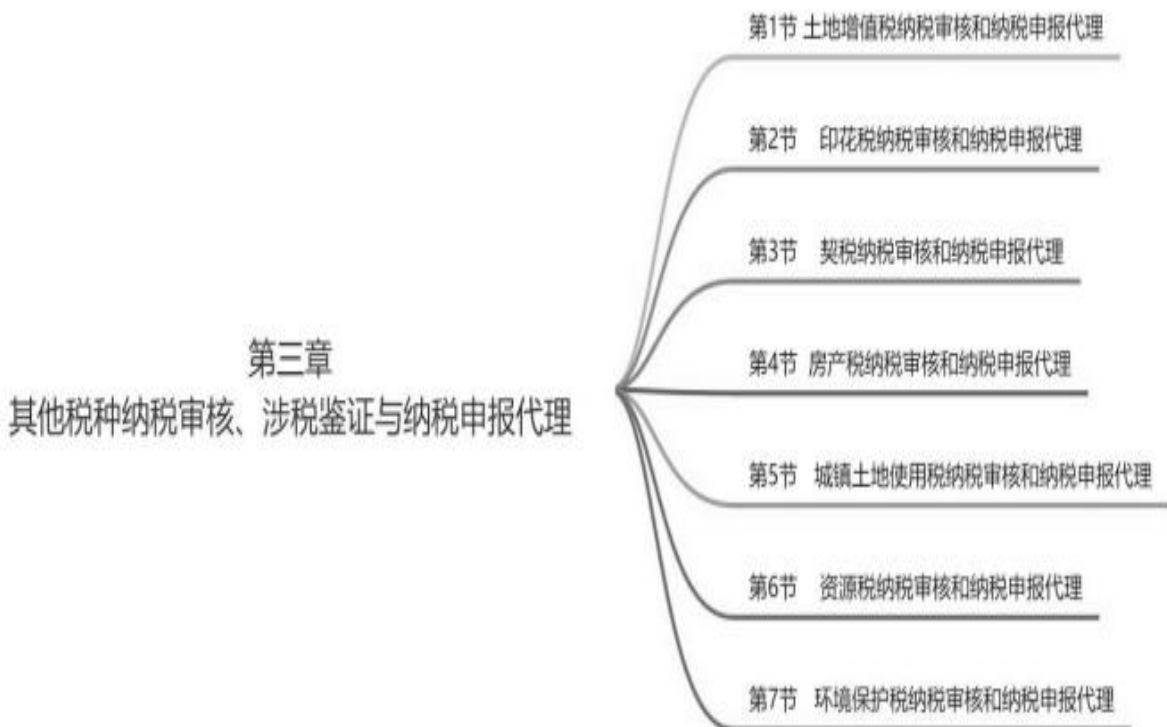 第1节 土地增值税纳税审核和纳税申报代理
第2节 印花税纳税审核和纳税申报代理
第3节 契税纳税审核和纳税申报代理
第三章
其他税种纳税审核、涉税鉴证与纳税申报代理
第4节 房产税纳税审核和纳税申报代理
第5节 城镇土地使用税纳税审核和纳税申报代理
第6节 资源税纳税审核和纳税申报代理
第7节 环境保护税纳税审核和纳税申报代理